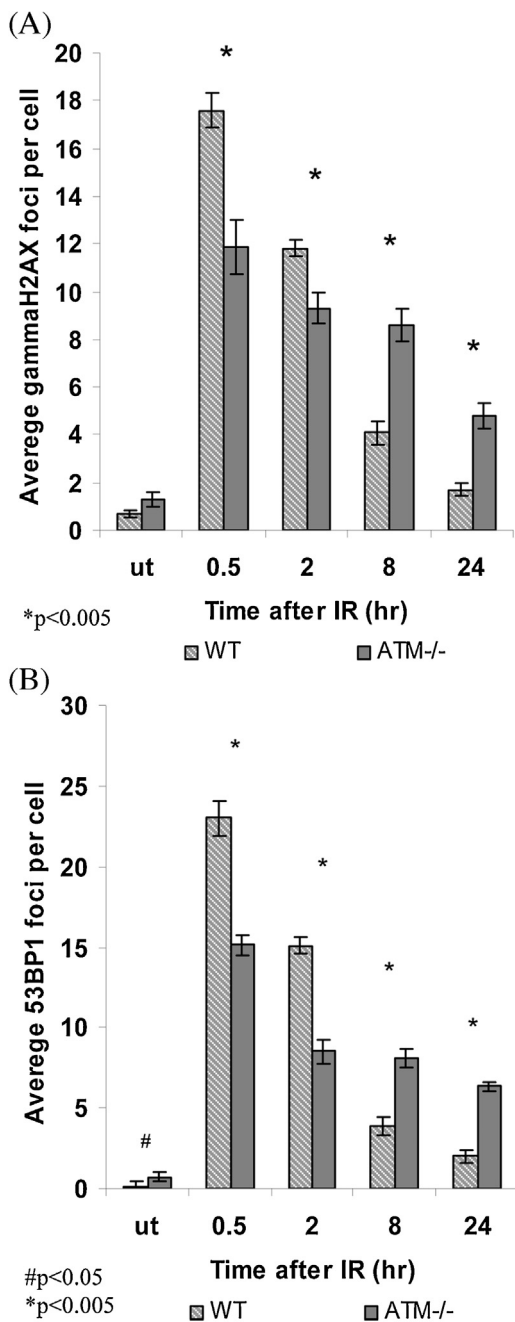 (A)
Averege gammaH2AX foci per cell
20
18
16
14
12
10
8
6
4
2
0
*
*
*
*
ut 0.5 2 8 24
Time after IR (hr)
*p<0.005
WT ATM-/-
(B)
Averege 53BP1 foci per cell
30
25
20
15
10
5
0
*
*
*
*
#
ut 0.5 2 8 24
Time after IR (hr)
#p<0.05
*p<0.005
WT ATM-/-